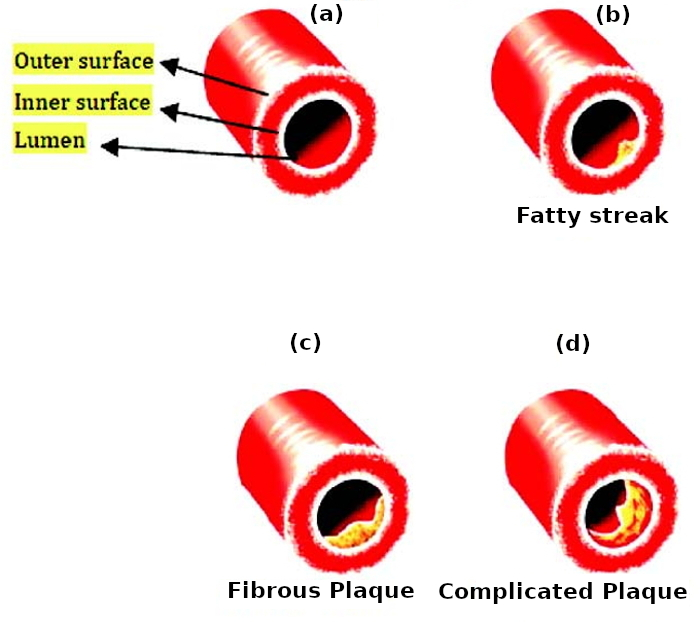 (a)
(b)
Outer surface
Inner surface
Lumen
Fatty streak
(c)
(d)
Fibrous Plaque
Complicated Plaque